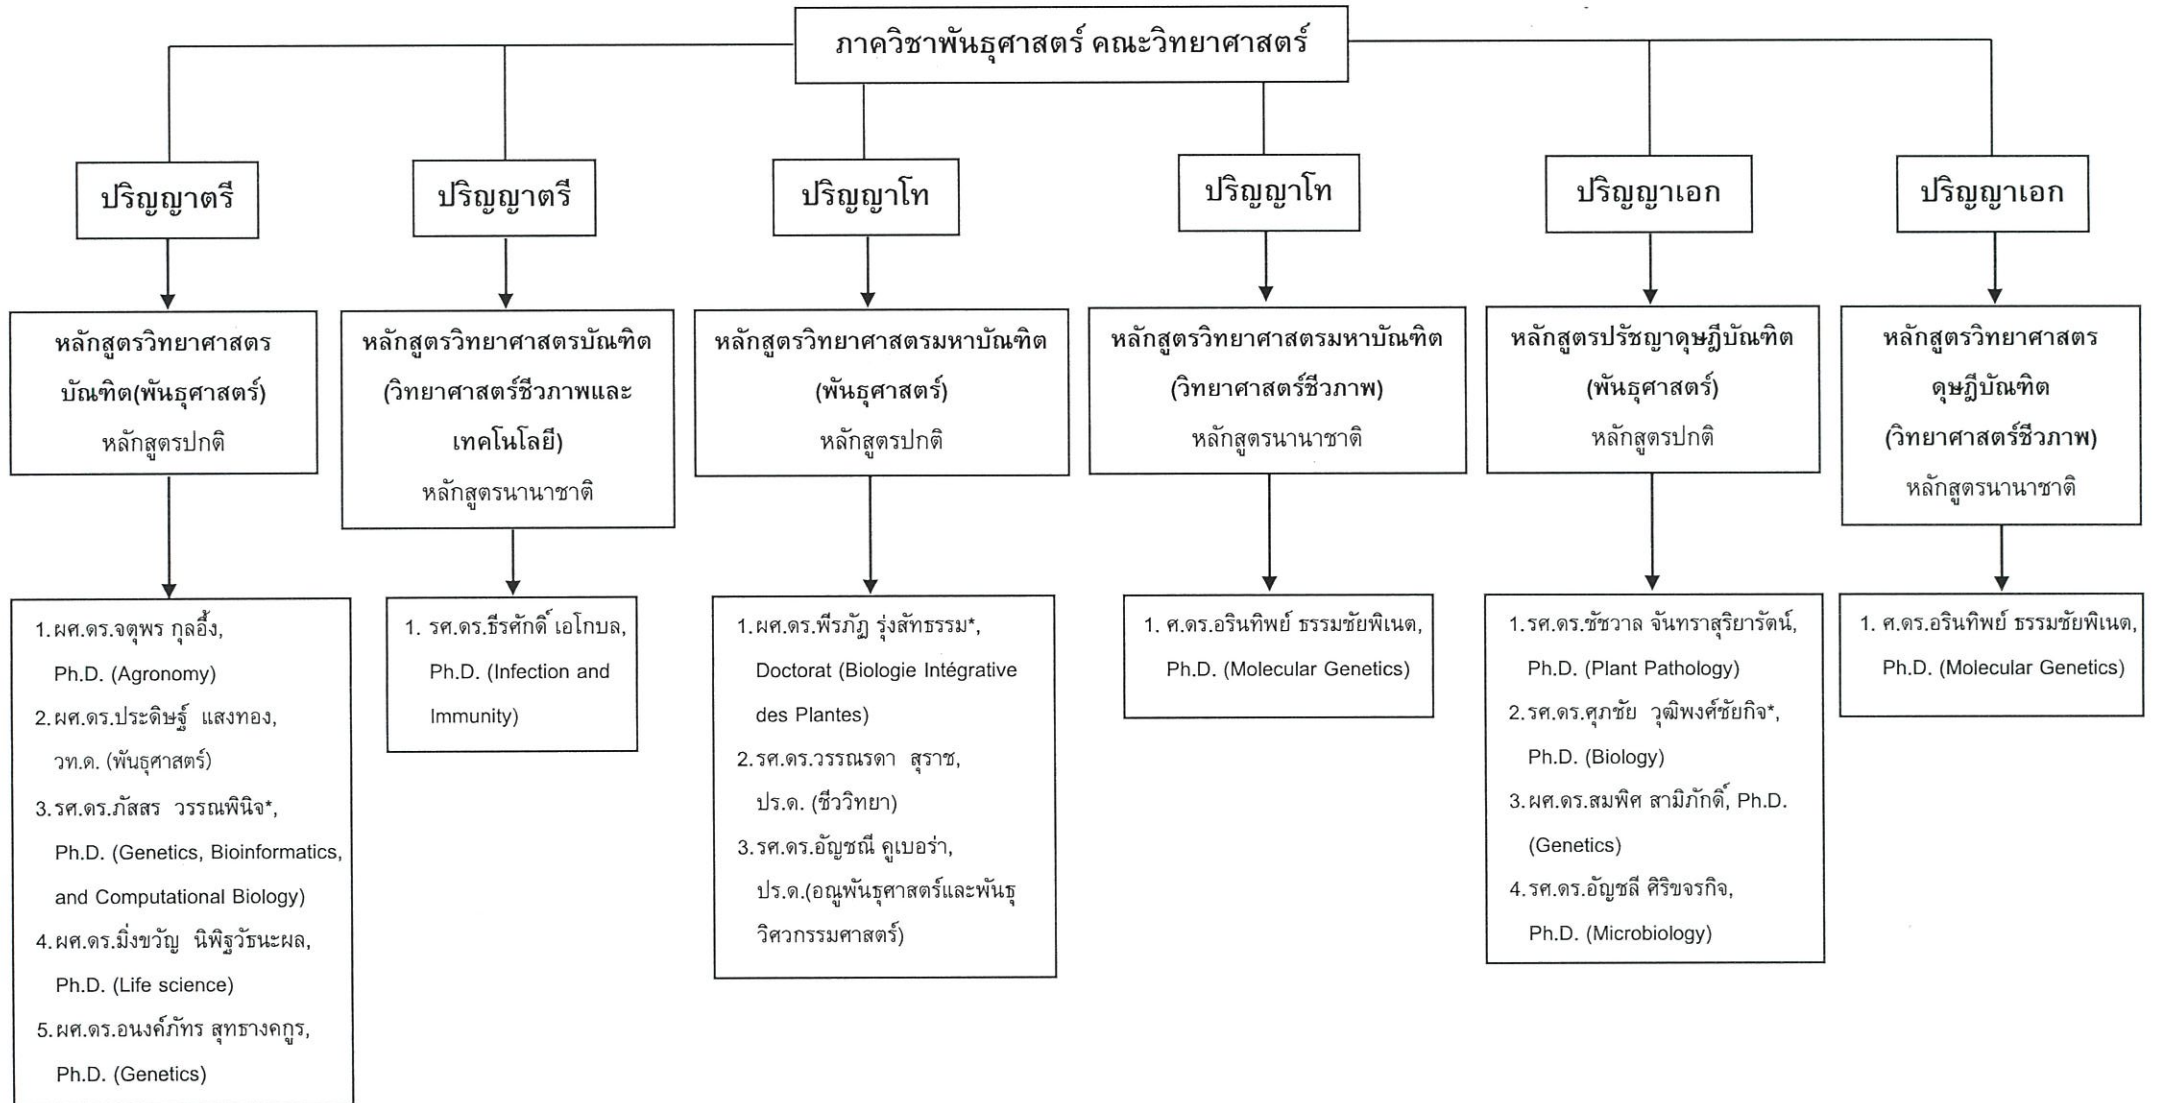 ภาควิชาพันธุศาสตร์ คณะวิทยาศาสตร์
ปริญญาตรี
ปริญญาตรี
ปริญญาโท
ปริญญาโท
ปริญญาเอก
ปริญญาเอก
หลักสูตรวิทยาศาสตร
บัณฑิต(พันธุศาสตร์)
หลักสูตรปกติ
หลักสูตรวิทยาศาสตรบัณฑิต
(วิทยาศาสตร์ชีวภาพและ
เทคโนโลยี)
หลักสูตรนานาชาติ
หลักสูตรวิทยาศาสตรมหาบัณฑิต
(พันธุศาสตร์)
หลักสูตรปกติ
หลักสูตรวิทยาศาสตรมหาบัณฑิต
(วิทยาศาสตร์ชีวภาพ)
หลักสูตรนานาชาติ
หลักสูตรปรัชญาดุษฎีบัณฑิต
(พันธุศาสตร์)
หลักสูตรปกติ
หลักสูตรวิทยาศาสตร
ดุษฎีบัณฑิต
(วิทยาศาสตร์ชีวภาพ)
หลักสูตรนานาชาติ
1. ผศ.ดร.จตุพร กุลอึ้ง,
Ph.D. (Agronomy)
2. ผศ.ดร.ประดิษฐ์ แสงทอง,
วท.ด. (พันธุศาสตร์)
3. รศ.ดร.ภัสสร วรรณพินิจ*,
Ph.D. (Genetics, Bioinformatics,
and Computational Biology)
4. ผศ.ดร.มิ่งขวัญ นิพิฐวัธนะผล,
Ph.D. (Life science)
5. ผศ.ดร.อนงค์ภัทร สุทธางคกูร,
Ph.D. (Genetics)
1. รศ.ดร.ธีรศักดิ์ เอโกบล,
Ph.D. (Infection and
Immunity)
1. ผศ.ดร.พีรภัฏ รุ่งสัทธรรม*,
Doctorat (Biologie Intégrative
des Plantes)
2. รศ.ดร.วรรณรดา สุราช,
ปร.ด. (ชีววิทยา)
3. รศ.ดร.อัญชณี คูเบอร่า,
ปร.ด.(อณูพันธุศาสตร์และพันธุ
วิศวกรรมศาสตร์)
1. ศ.ดร.อรินทิพย์ ธรรมชัยพิเนต,
Ph.D. (Molecular Genetics)
1. รศ.ดร.ชัชวาล จันทราสุริยารัตน์,
Ph.D. (Plant Pathology)
2. รศ.ดร.ศุภชัย วุฒิพงศ์ชัยกิจ*,
Ph.D. (Biology)
3. ผศ.ดร.สมพิศ สามิภักดิ์, Ph.D.
(Genetics)
4. รศ.ดร.อัญชลี ศิริขจรกิจ,
Ph.D. (Microbiology)
1. ศ.ดร.อรินทิพย์ ธรรมชัยพิเนต,
Ph.D. (Molecular Genetics)